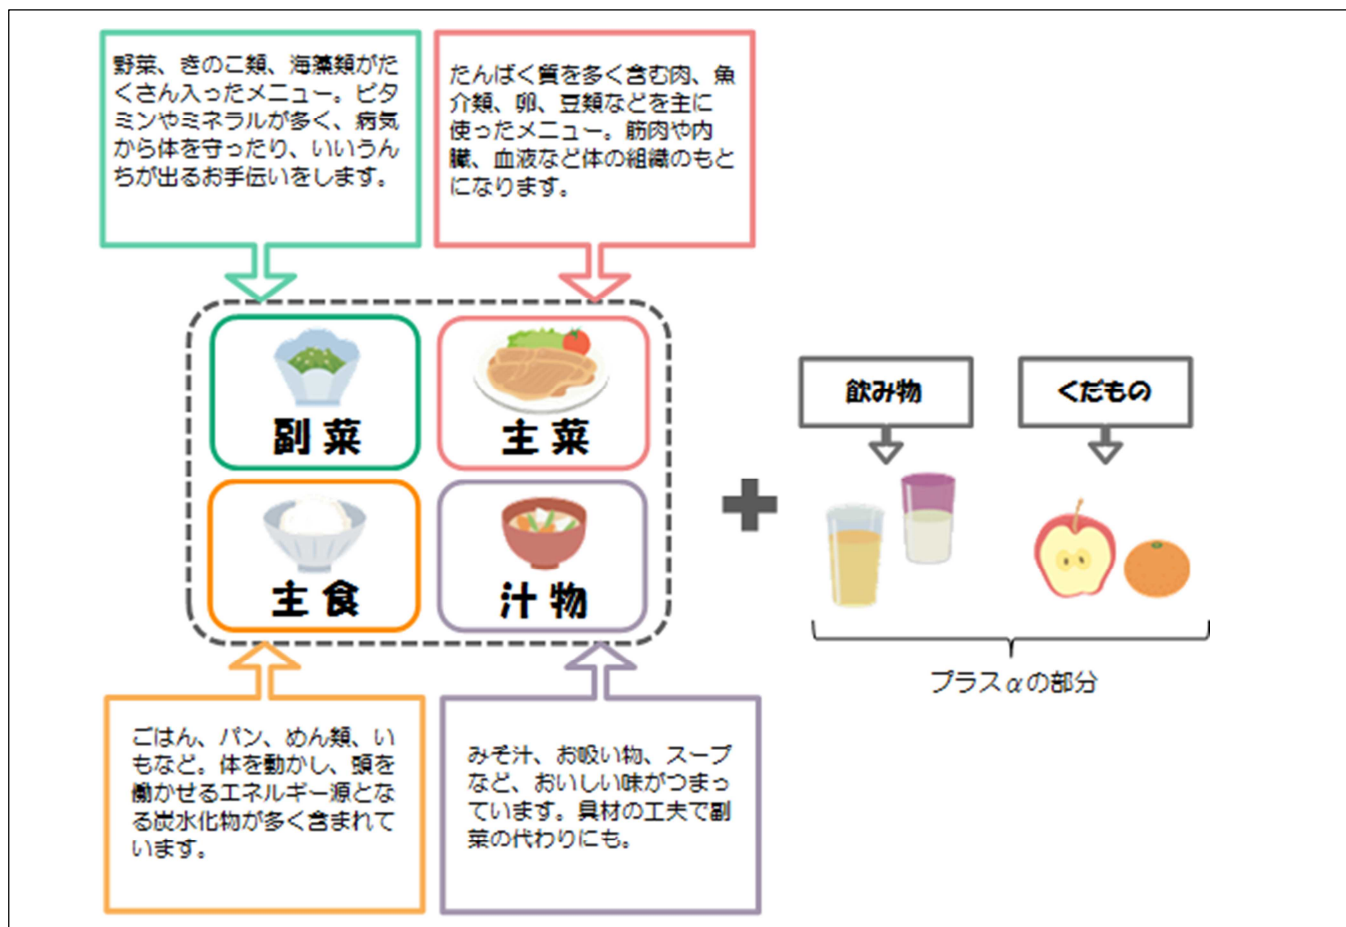 野菜、きのこ類、海藻類がた
くさん入ったメニュー。ビタ
ミンやミネラルが多く、病気
から体を守ったり、いいうん
ちが出るお手伝いをします。
たんぱく質を多く含む肉、魚
介類、卵、豆類などを主に
使ったメニュー。筋肉や内
臓、血液など体の組織のもと
になります。
副菜
主菜
主食
汁物
飲み物
くだもの
プラスαの部分
ごはん、パン、めん類、い
もなど。体を動かし、頭を
働かせるエネルギー源とな
る炭水化物が多く含まれて
います。
みそ汁、お吸い物、スープ
など、おいしい味がつまっ
ています。具材の工夫で副
菜の代わりにも。